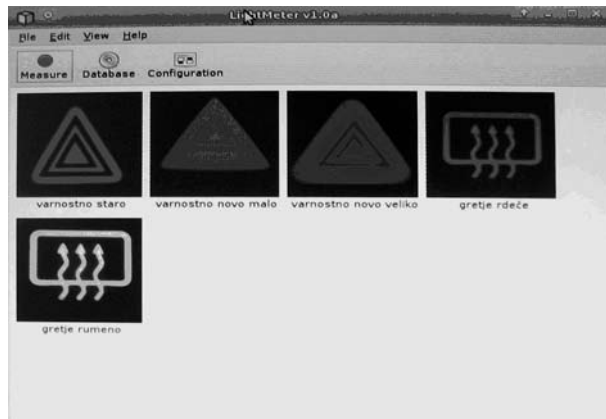 LightMeter v1.0a
File Edit View Help
Measure Database Configuration
varnostno staro varnostno novo malo varnostno novo veliko gretje rdeče
gretje rumeno